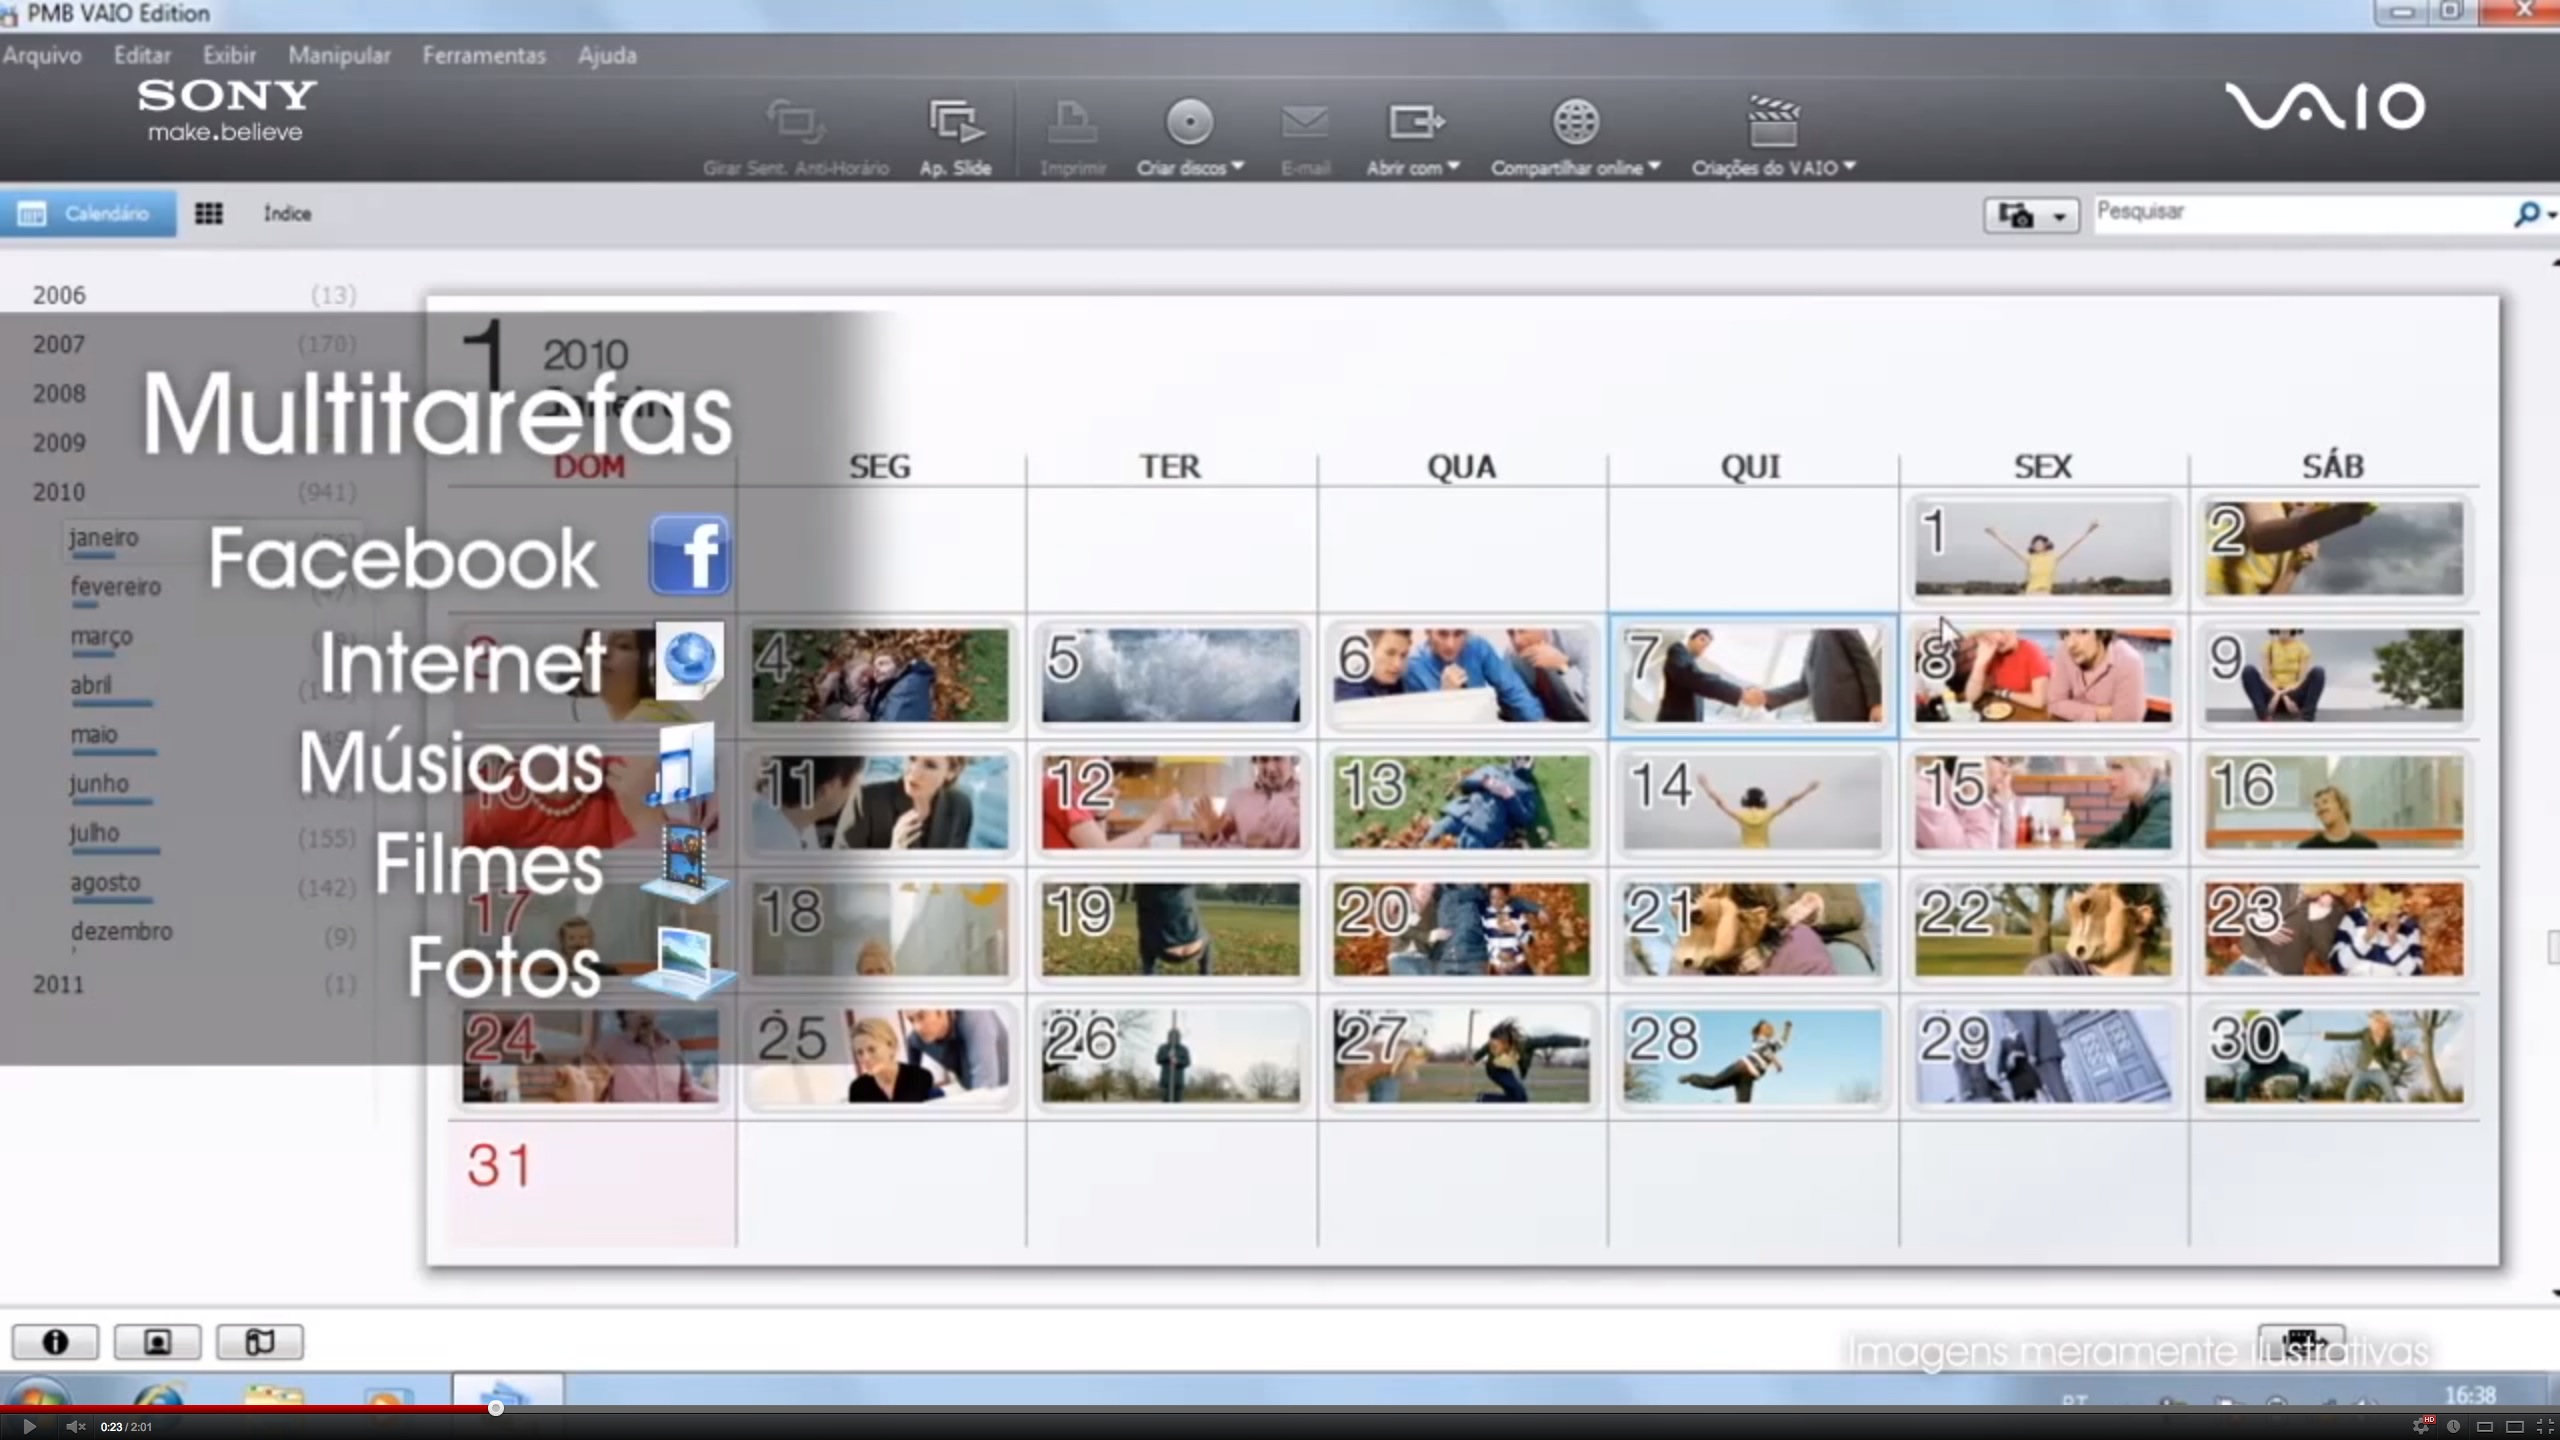 PMB VAIO Edition
Arquivo Editar Exibir Manipular Ferramentas Ajuda
SONY
make.believe
VAIO
Girar Sent. Anti-Horário Ap. Slide Imprimir Criar discos E-mail Abrir com Compartilhar online Criações do VAIO
Calendário Índice Pesquisar
2006 (13)
2007 (170)
2008
2009
2010 (941)
janeiro
fevereiro
março
abril
maio
junho
julho (155)
agosto (142)
dezembro (9)
2011 (1)
Multitarefas
Facebook
Internet
Músicas
Filmes
Fotos
1 2010
DOM SEG TER QUA QUI SEX SÁB
1 2
3 4 5 6 7 8 9
10 11 12 13 14 15 16
17 18 19 20 21 22 23
24 25 26 27 28 29 30
31
Imagens meramente ilustrativas
PT 16:38
0:23 / 2:01 HD